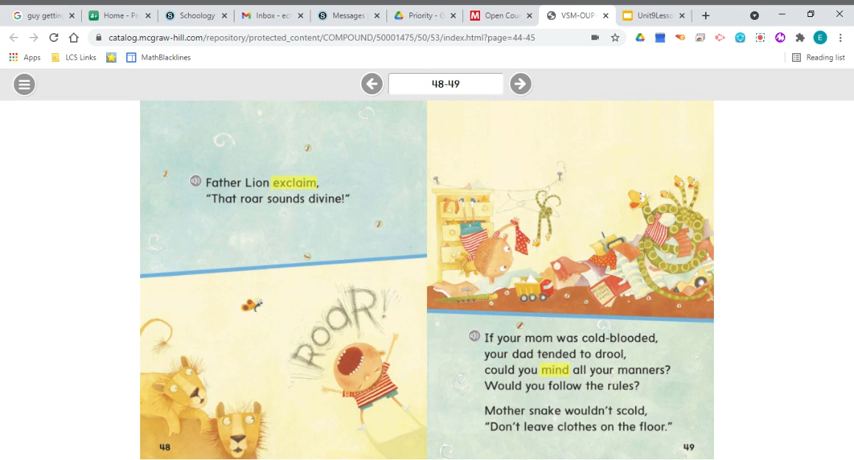 guy getting
Home - P
Schoology
Inbox - ec
Messages
Priority - G
Open Cou
VSM-OUP
Unit9Less
catalog.mcgraw-hill.com/repository/protected_content/COMPOUND/50001475/50/53/index.html?page=44-45
E
Apps
LCS Links
MathBlacklines
Reading list
48-49
Father Lion exclaim,
“That roar sounds divine!”
ROAR!
48
If your mom was cold-blooded,
your dad tended to drool,
could you mind all your manners?
Would you follow the rules?
Mother snake wouldn’t scold,
“Don’t leave clothes on the floor.”
49